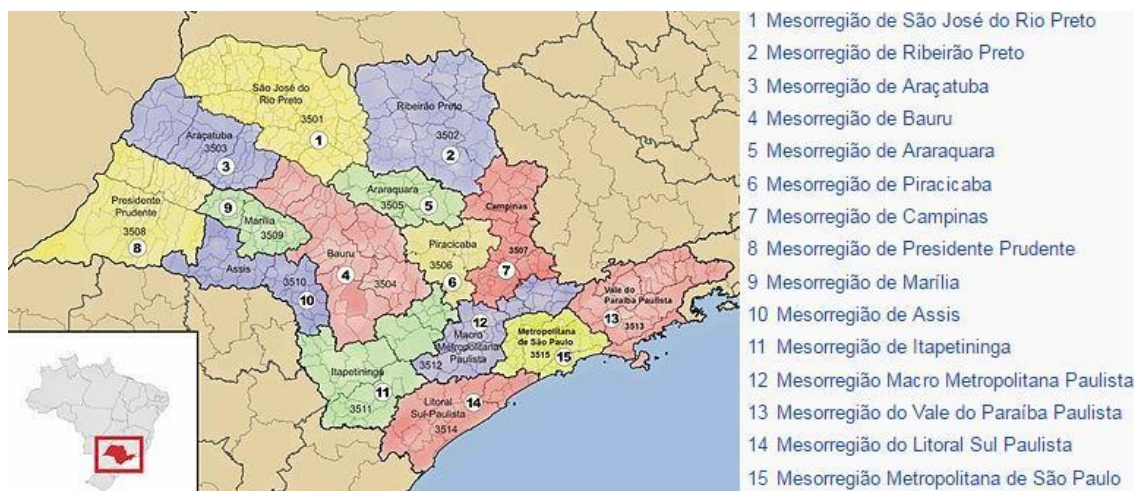 São José do
Rio Preto
3501
1
Ribeirão Preto
3502
2
Araçatuba
3503
3
Presidente
Prudente
3508
8
9
Marília
3509
Araraquara
3505
5
Campinas
3507
7
Piracicaba
3506
6
Bauru
3504
4
Assis
3510
10
12
Macro
Metropolitana
Paulista
3512
Metropolitana
de São Paulo
3515
15
Vale do
Paraíba Paulista
13
3513
Itapetininga
11
3511
14
Litoral
Sul-Paulista
3514
1 Mesorregião de São José do Rio Preto
2 Mesorregião de Ribeirão Preto
3 Mesorregião de Araçatuba
4 Mesorregião de Bauru
5 Mesorregião de Araraquara
6 Mesorregião de Piracicaba
7 Mesorregião de Campinas
8 Mesorregião de Presidente Prudente
9 Mesorregião de Marília
10 Mesorregião de Assis
11 Mesorregião de Itapetininga
12 Mesorregião Macro Metropolitana Paulista
13 Mesorregião do Vale do Paraíba Paulista
14 Mesorregião do Litoral Sul Paulista
15 Mesorregião Metropolitana de São Paulo